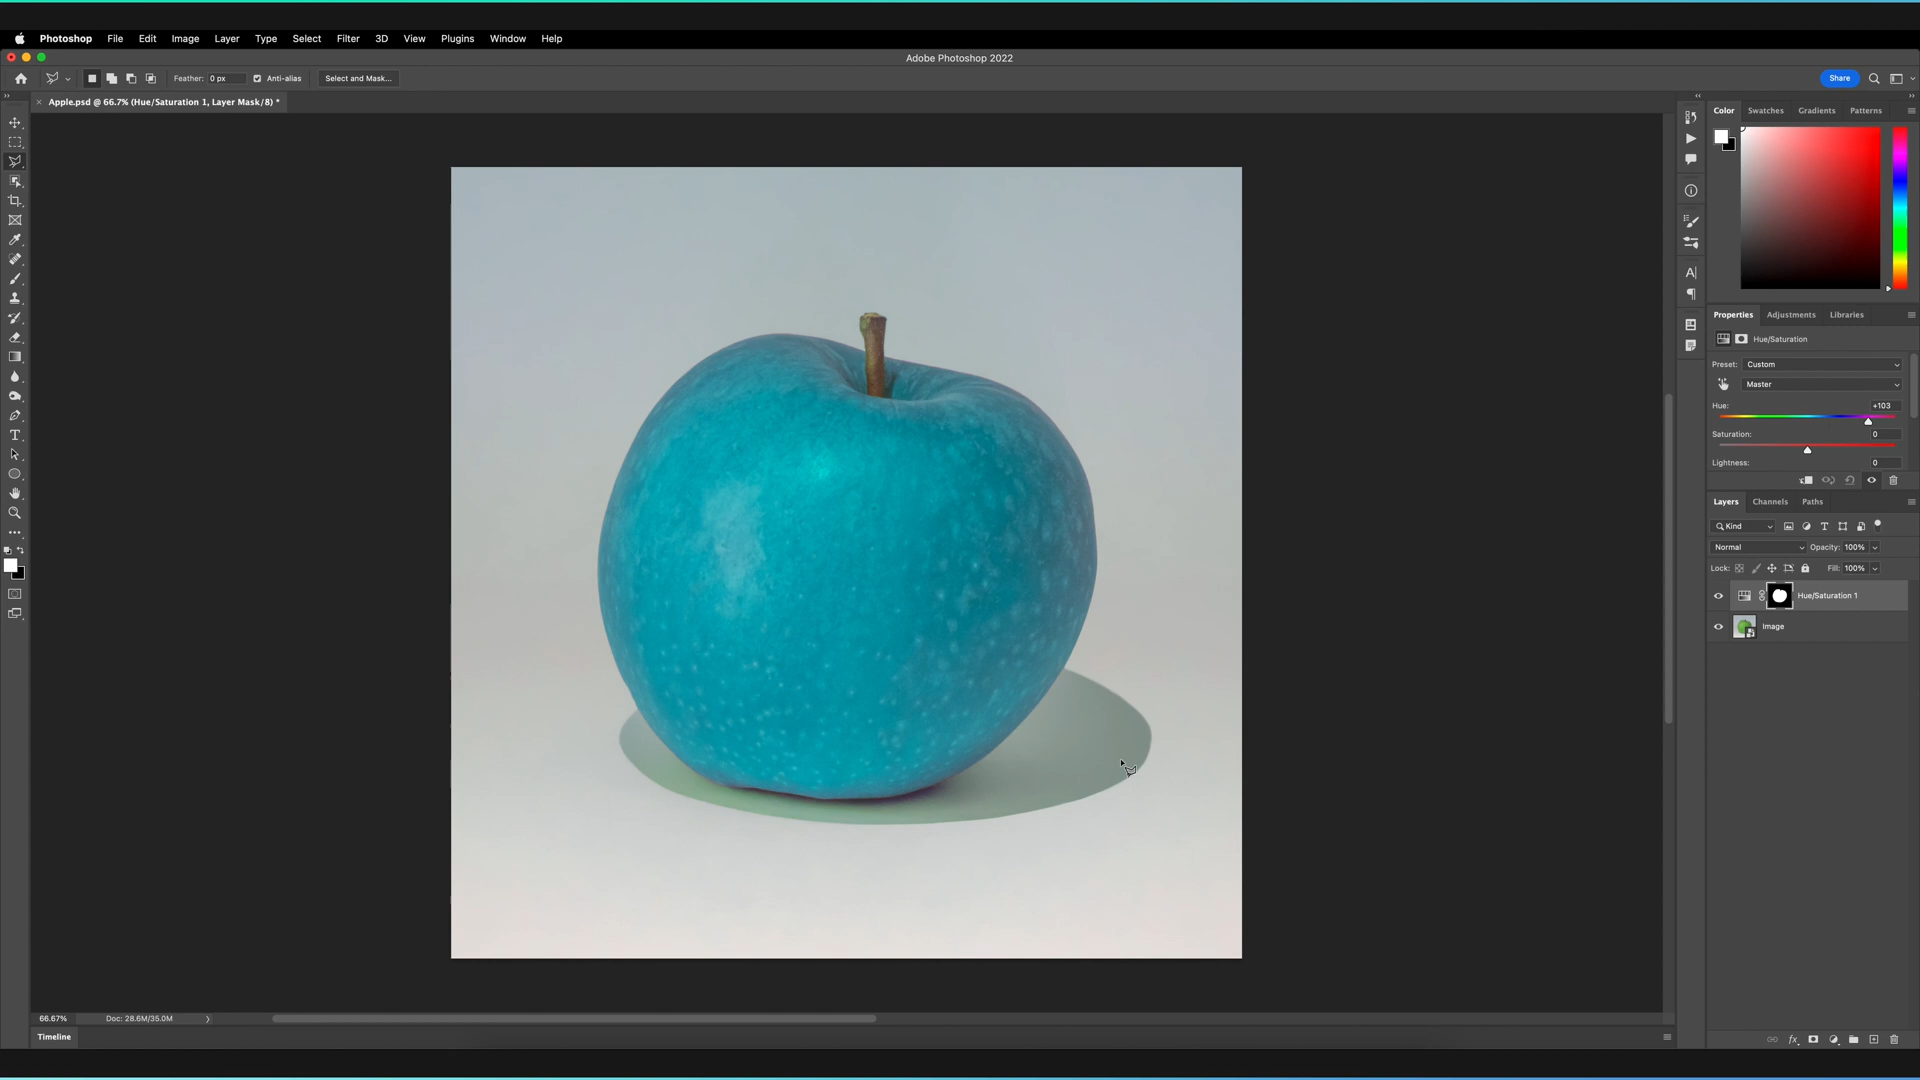 Photoshop File Edit Image Layer Type Select Filter 3D View Plugins Window Help
Adobe Photoshop 2022
Feather: 0 px Anti-alias Select and Mask... Share
Apple.psd @ 66.7% (Hue/Saturation 1, Layer Mask/8) *
Color Swatches Gradients Patterns
Properties Adjustments Libraries
Hue/Saturation
Preset: Custom
Master
Hue: +103
Saturation: 0
Lightness: 0
Layers Channels Paths
Kind
Normal Opacity: 100%
Lock: Fill: 100%
Hue/Saturation 1
Image
66.67% Doc: 28.6M/35.0M
Timeline